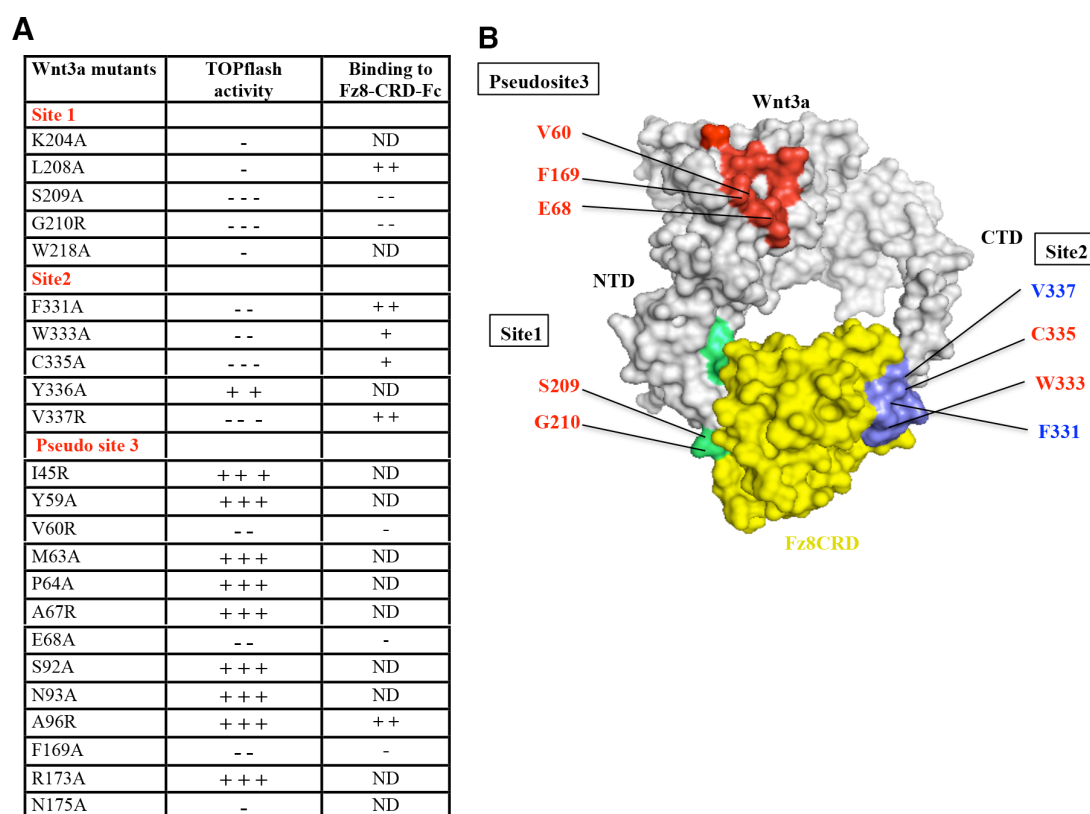 A
Wnt3a mutants TOPflash activity Binding to Fz8-CRD-Fc
Site 1
K204A - ND
L208A - ++
S209A --- --
G210R --- --
W218A - ND
Site2
F331A -- ++
W333A -- +
C335A --- +
Y336A + + ND
V337R --- ++
Pseudo site 3
I45R ++ + ND
Y59A +++ ND
V60R -- -
M63A +++ ND
P64A +++ ND
A67R +++ ND
E68A -- -
S92A +++ ND
N93A +++ ND
A96R +++ ++
F169A -- -
R173A +++ ND
N175A - ND
B
Pseudosite3
Wnt3a
V60
F169
E68
CTD
Site2
NTD
V337
Site1
C335
S209
W333
G210
F331
Fz8CRD